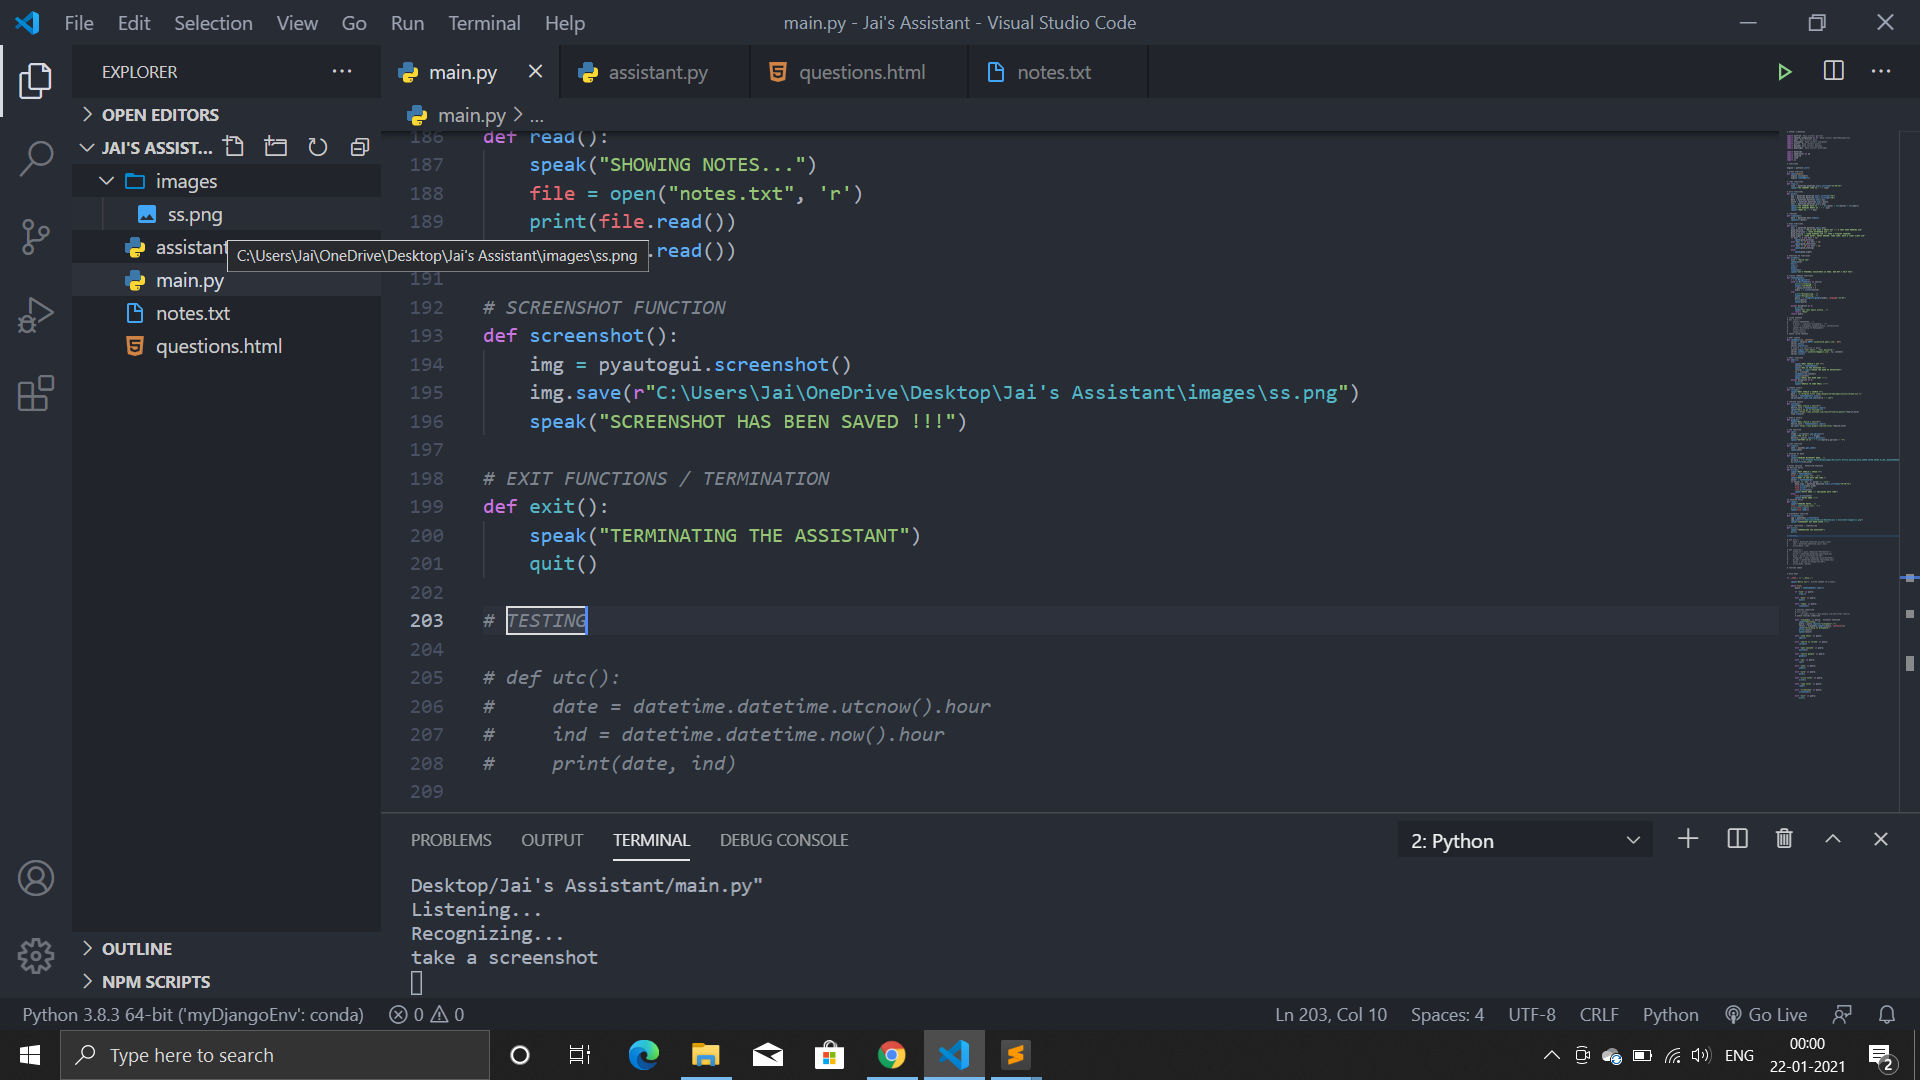 File Edit Selection View Go Run Terminal Help
main.py - Jai's Assistant - Visual Studio Code
EXPLORER
OPEN EDITORS
JAI'S ASSIST...
images
ss.png
assistant
main.py
notes.txt
questions.html
C:\Users\Jai\OneDrive\Desktop\Jai's Assistant\images\ss.png
OUTLINE
NPM SCRIPTS
main.py
assistant.py
questions.html
notes.txt
main.py > ...
186 def read():
187 speak("SHOWING NOTES...")
188 file = open("notes.txt", 'r')
189 print(file.read())
.read())
191
192 # SCREENSHOT FUNCTION
193 def screenshot():
194 img = pyautogui.screenshot()
195 img.save(r"C:\Users\Jai\OneDrive\Desktop\Jai's Assistant\images\ss.png")
196 speak("SCREENSHOT HAS BEEN SAVED !!!")
197
198 # EXIT FUNCTIONS / TERMINATION
199 def exit():
200 speak("TERMINATING THE ASSISTANT")
201 quit()
202
203 # TESTING
204
205 # def utc():
206 # date = datetime.datetime.utcnow().hour
207 # ind = datetime.datetime.now().hour
208 # print(date, ind)
209
PROBLEMS OUTPUT TERMINAL DEBUG CONSOLE
2: Python
Desktop/Jai's Assistant/main.py"
Listening...
Recognizing...
take a screenshot
Python 3.8.3 64-bit ('myDjangoEnv': conda) 0 0
Ln 203, Col 10 Spaces: 4 UTF-8 CRLF Python Go Live
Type here to search
ENG
00:00
22-01-2021
2